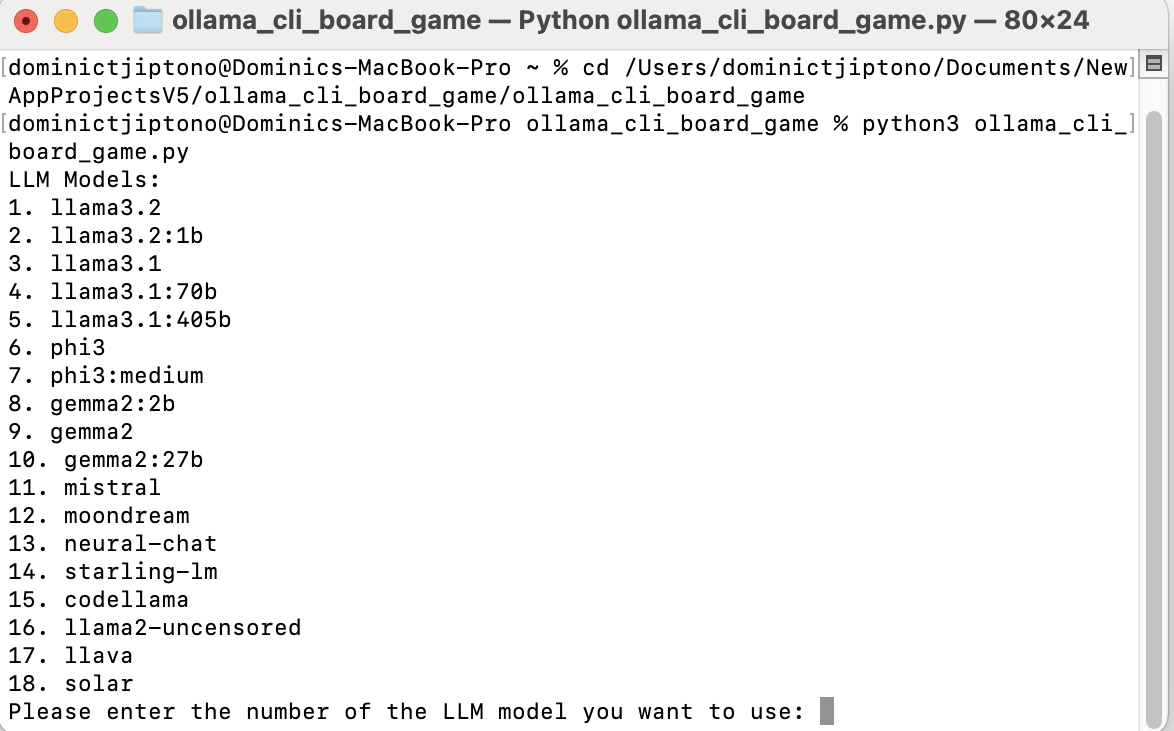 ollama_cli_board_game — Python ollama_cli_board_game.py — 80×24
[dominictjiptono@Dominics-MacBook-Pro ~ % cd /Users/dominictjiptono/Documents/New]
AppProjectsV5/ollama_cli_board_game/ollama_cli_board_game
[dominictjiptono@Dominics-MacBook-Pro ollama_cli_board_game % python3 ollama_cli_]
board_game.py
LLM Models:
1. llama3.2
2. llama3.2:1b
3. llama3.1
4. llama3.1:70b
5. llama3.1:405b
6. phi3
7. phi3:medium
8. gemma2:2b
9. gemma2
10. gemma2:27b
11. mistral
12. moondream
13. neural-chat
14. starling-lm
15. codellama
16. llama2-uncensored
17. llava
18. solar
Please enter the number of the LLM model you want to use: